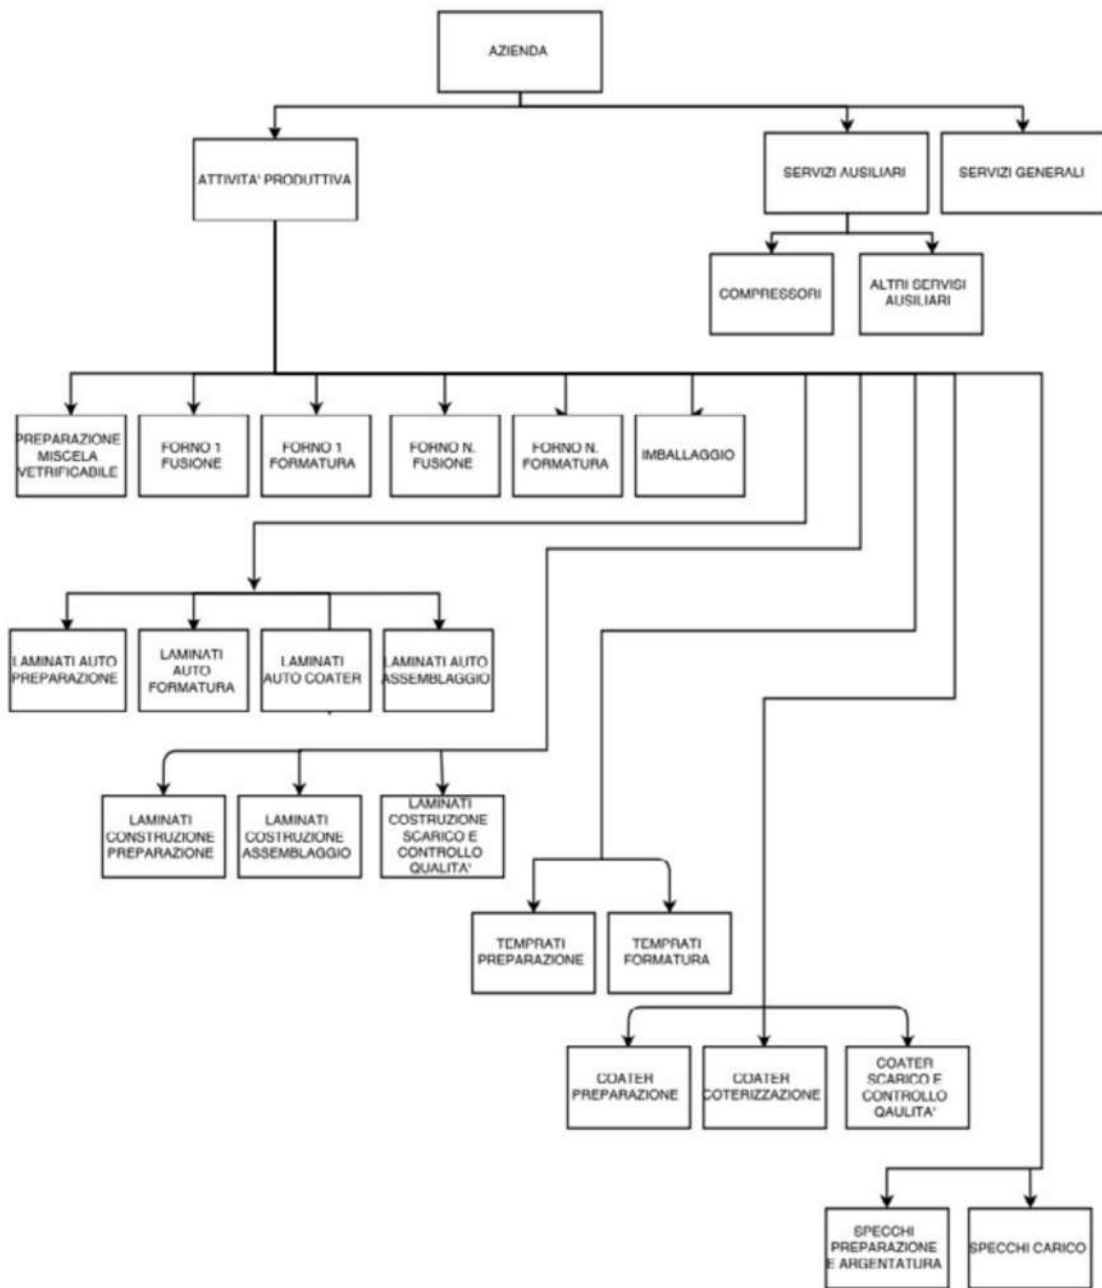 AZIENDA
ATTIVITA' PRODUTTIVA
SERVIZI AUSILIARI
SERVIZI GENERALI
COMPRESSORI
ALTRI SERVISI
AUSILIARI
PREPARAZIONE
MISCELA
VETRIFICABILE
FORNO 1
FUSIONE
FORNO 1
FORMATURA
FORNO N.
FUSIONE
FORNO N.
FORMATURA
IMBALLAGGIO
LAMINATI AUTO
PREPARAZIONE
LAMINATI
AUTO
FORMATURA
LAMINATI
AUTO COATER
LAMINATI AUTO
ASSEMBLAGGIO
LAMINATI
CONSTRUZIONE
PREPARAZIONE
LAMINATI
COSTRUZIONE
ASSEMBLAGGIO
LAMINATI
COSTRUZIONE
SCARICO E
CONTROLLO
QUALITA'
TEMPRATI
PREPARAZIONE
TEMPRATI
FORMATURA
COATER
PREPARAZIONE
COATER
COTERIZZAZIONE
COATER
SCARICO E
CONTROLLO
QAULITA'
SPECCHI
PREPARAZIONE
E ARGENTATURA
SPECCHI CARICO